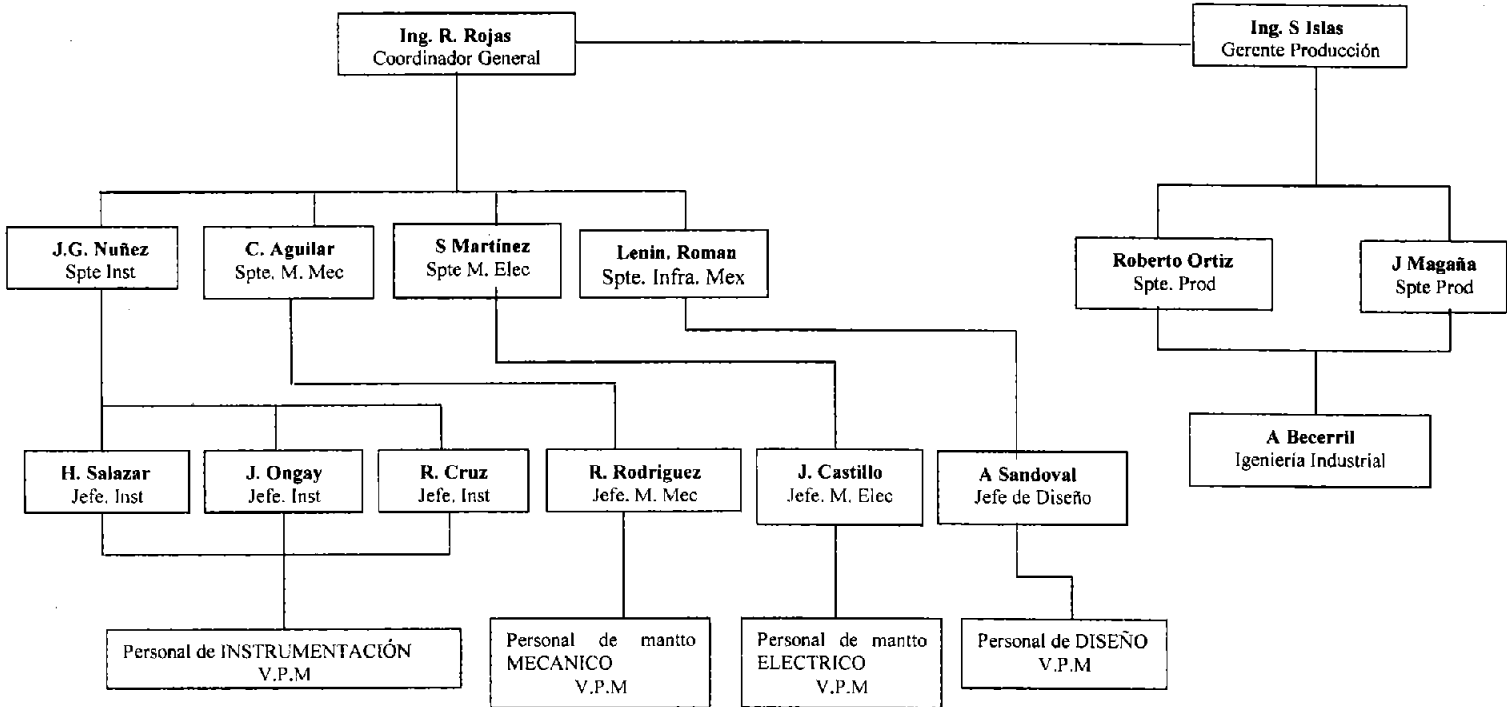 Ing. R. Rojas
Coordinador General
Ing. S Islas
Gerente Producción
J.G. Nuñez
Spte Inst
C. Aguilar
Spte. M. Mec
S Martínez
Spte M. Elec
Lenin. Roman
Spte. Infra. Mex
Roberto Ortiz
Spte. Prod
J Magaña
Spte Prod
A Becerril
Igeniería Industrial
H. Salazar
Jefe. Inst
J. Ongay
Jefe. Inst
R. Cruz
Jefe. Inst
R. Rodriguez
Jefe. M. Mec
J. Castillo
Jefe. M. Elec
A Sandoval
Jefe de Diseño
Personal de INSTRUMENTACIÓN
V.P.M
Personal de mantto
MECANICO
V.P.M
Personal de mantto
ELECTRICO
V.P.M
Personal de DISEÑO
V.P.M